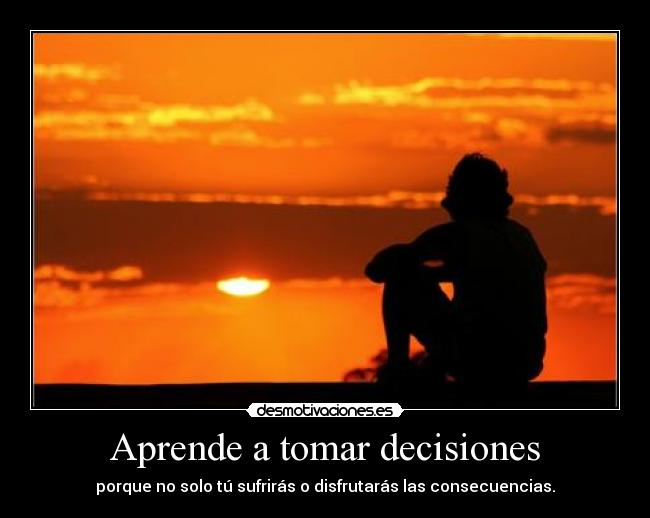 desmotivaciones.es
Aprende a tomar decisiones
porque no solo tú sufrirás o disfrutarás las consecuencias.